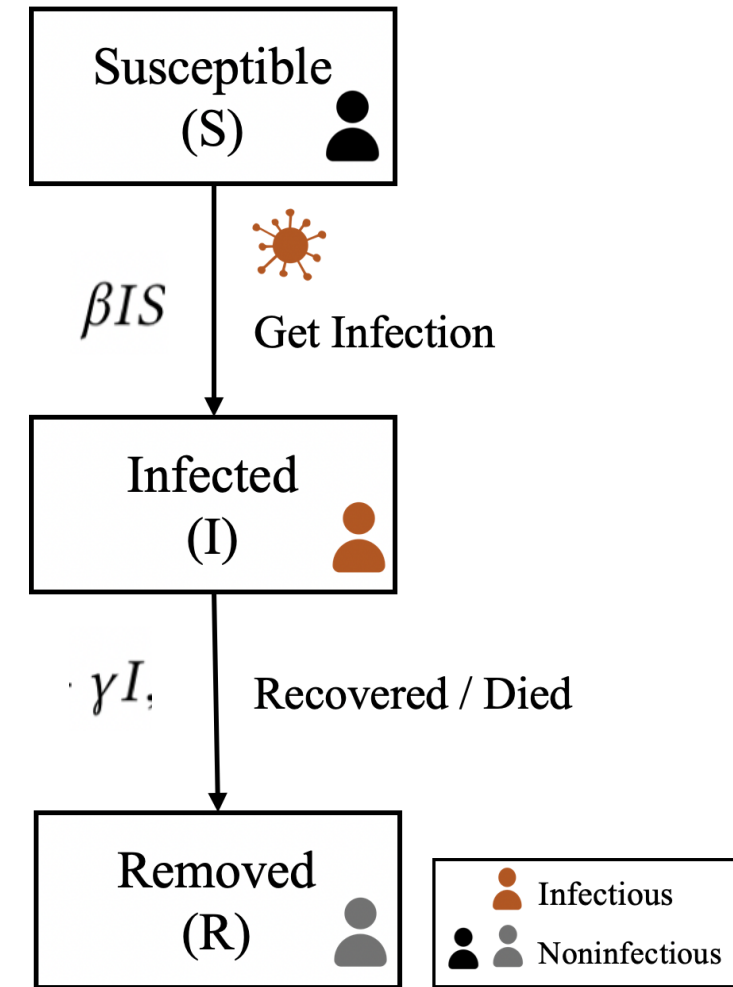 Susceptible
(S)
βIS
Get Infection
Infected
(I)
· γI,
Recovered / Died
Removed
(R)
Infectious
Noninfectious